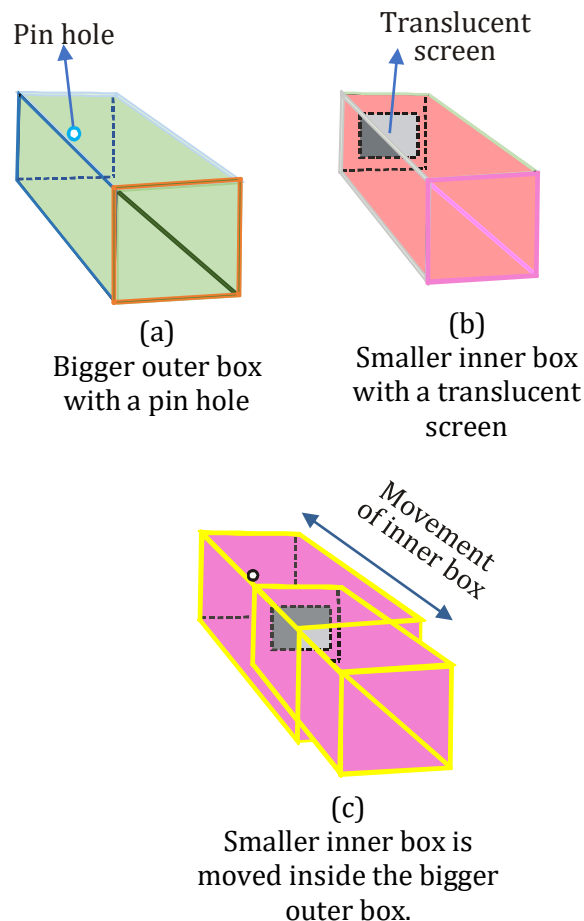 Pin hole
Translucent
screen
(a)
Bigger outer box
with a pin hole
(b)
Smaller inner box
with a translucent
screen
Movement
of inner box
(c)
Smaller inner box is
moved inside the bigger
outer box.